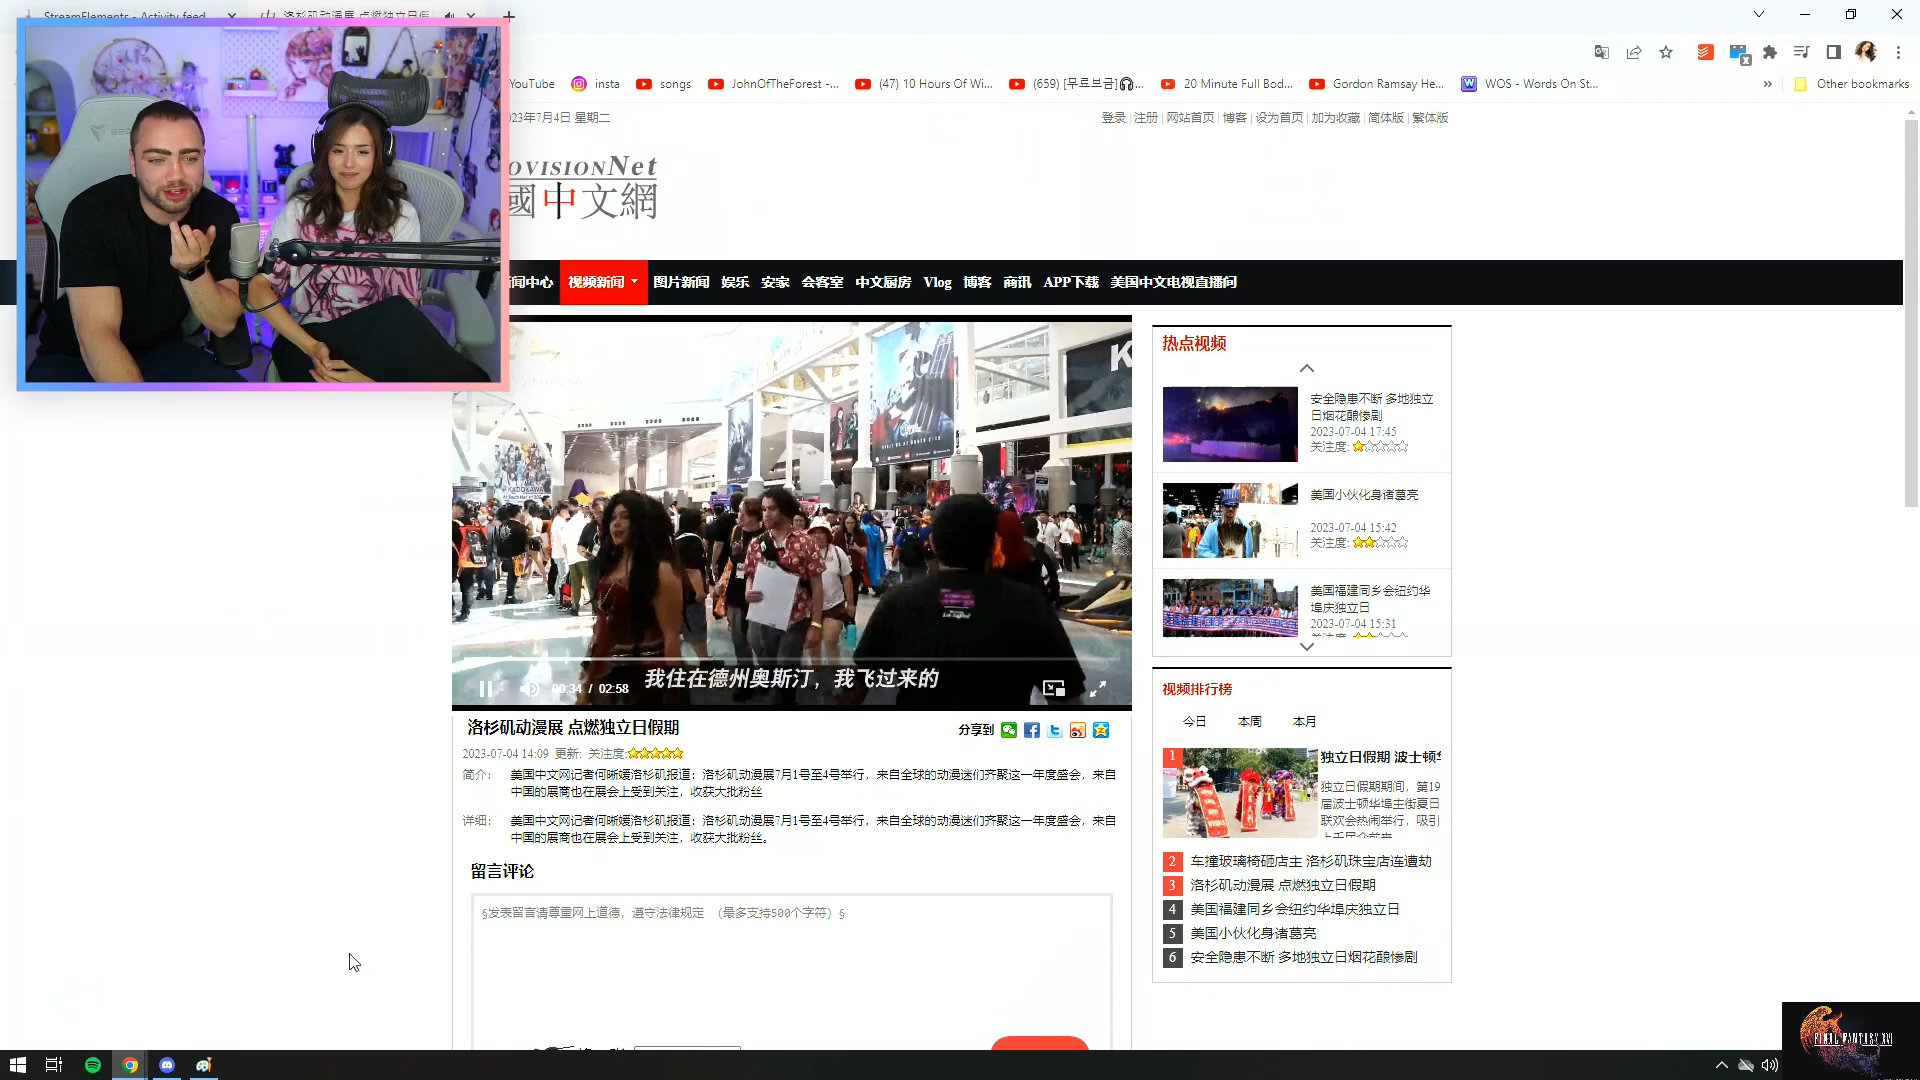 StreamElements - Activity feed
洛杉矶动漫展 点燃独立日假
YouTube
insta
songs
JohnOfTheForest -...
(47) 10 Hours Of Wi...
(659) [무료브금]🎧...
20 Minute Full Bod...
Gordon Ramsay He...
WOS - Words On St...
»
Other bookmarks
023年7月4日 星期二
登录 | 注册 | 网站首页 | 博客 | 设为首页 | 加为收藏 | 简体版 | 繁体版
OVISIONNet
國中文網
闻中心 视频新闻 图片新闻 娱乐 安家 会客室 中文厨房 Vlog 博客 商讯 APP下载 美国中文电视直播间
KADOKAWA
我住在德州奥斯汀，我飞过来的
00:34 / 02:58
洛杉矶动漫展 点燃独立日假期
分享到
2023-07-04 14:09 更新: 关注度:
简介: 美国中文网记者何晰媛洛杉矶报道；洛杉矶动漫展7月1号至4号举行，来自全球的动漫迷们齐聚这一年度盛会，来自
中国的展商也在展会上受到关注，收获大批粉丝
详细: 美国中文网记者何晰媛洛杉矶报道；洛杉矶动漫展7月1号至4号举行，来自全球的动漫迷们齐聚这一年度盛会，来自
中国的展商也在展会上受到关注，收获大批粉丝。
留言评论
§发表留言请尊重网上道德，遵守法律规定 （最多支持500个字符）§
热点视频
安全隐患不断 多地独立
日烟花酿惨剧
2023-07-04 17:45
关注度:
美国小伙化身诸葛亮
2023-07-04 15:42
关注度:
美国福建同乡会纽约华
埠庆独立日
2023-07-04 15:31
视频排行榜
今日 本周 本月
1
独立日假期 波士顿华
独立日假期期间，第19
届波士顿华埠主街夏日
联欢会热闹举行，吸引
2 车撞玻璃椅砸店主 洛杉矶珠宝店连遭劫
3 洛杉矶动漫展 点燃独立日假期
4 美国福建同乡会纽约华埠庆独立日
5 美国小伙化身诸葛亮
6 安全隐患不断 多地独立日烟花酿惨剧
FINAL FANTASY XVI